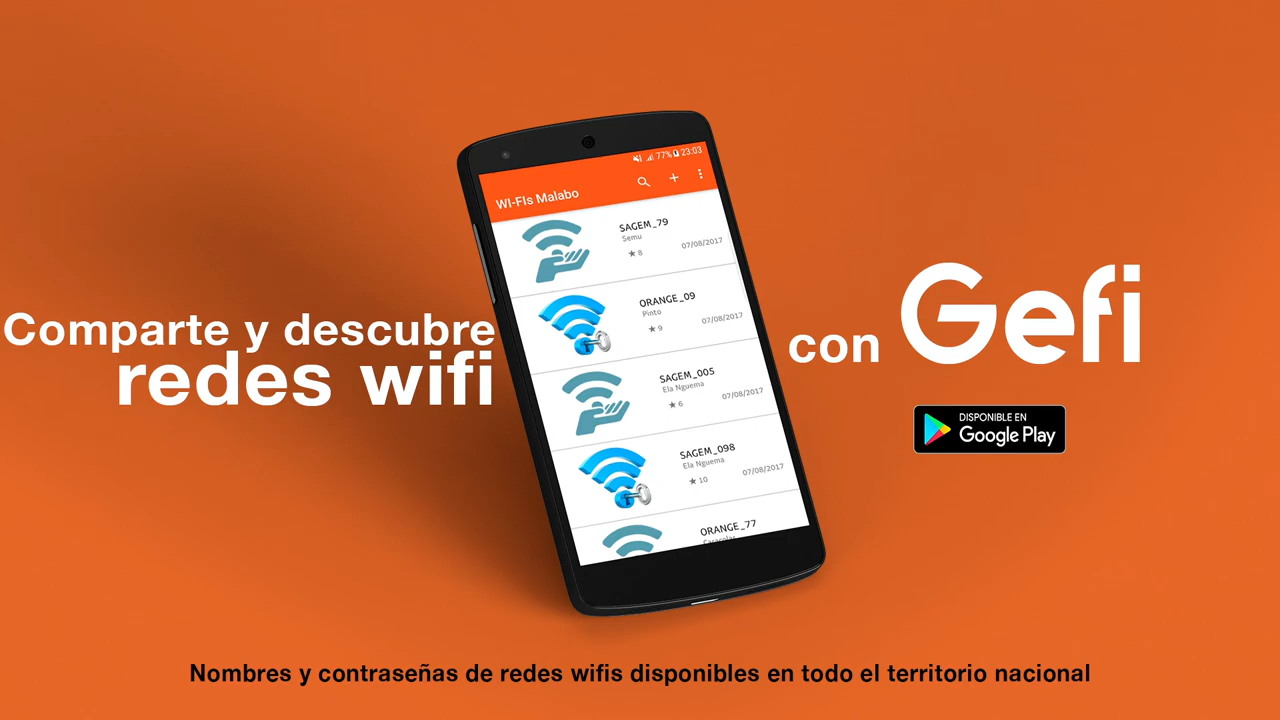 Comparte y descubre
redes wifi
77% 23:03
WI-FIs Malabo
SAGEM_79
Semu
★ 8
07/08/2017
ORANGE_09
Pinto
★ 9
07/08/2017
SAGEM_005
Ela Nguema
★ 6
07/08/2017
SAGEM_098
Ela Nguema
★ 10
07/08/2017
ORANGE_77
con Gefi
DISPONIBLE EN
Google Play
Nombres y contraseñas de redes wifis disponibles en todo el territorio nacional